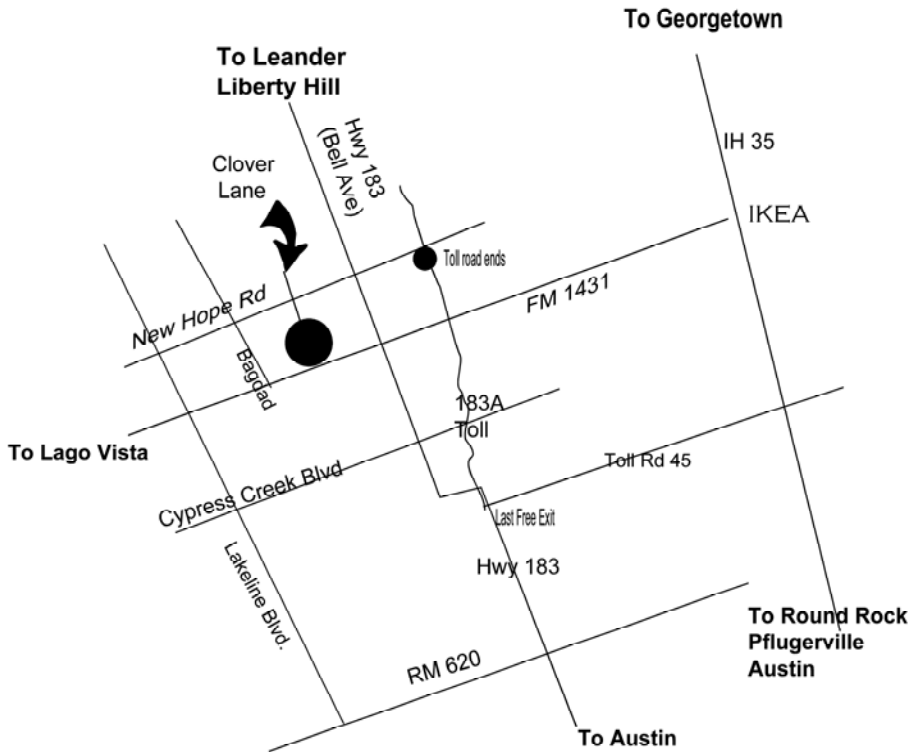 To Georgetown
To Leander
Liberty Hill
Hwy 183
(Bell Ave)
IH 35
Clover
Lane
IKEA
Toll road ends
New Hope Rd
FM 1431
Bagdad
183A
Toll
To Lago Vista
Toll Rd 45
Cypress Creek Blvd
Last Free Exit
Lakeline Blvd.
Hwy 183
To Round Rock
Pflugerville
Austin
RM 620
To Austin